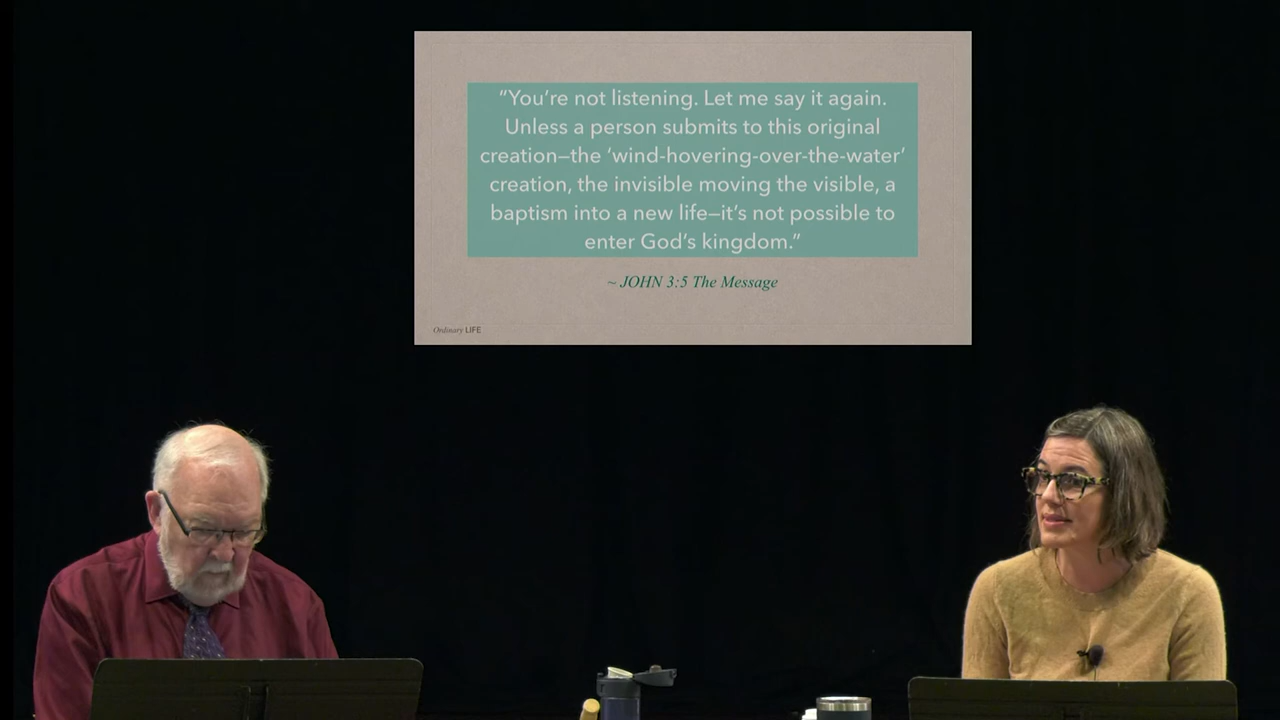 “You’re not listening. Let me say it again.
Unless a person submits to this original
creation—the ‘wind-hovering-over-the-water’
creation, the invisible moving the visible, a
baptism into a new life—it’s not possible to
enter God’s kingdom.”
~ JOHN 3:5 The Message
Ordinary LIFE